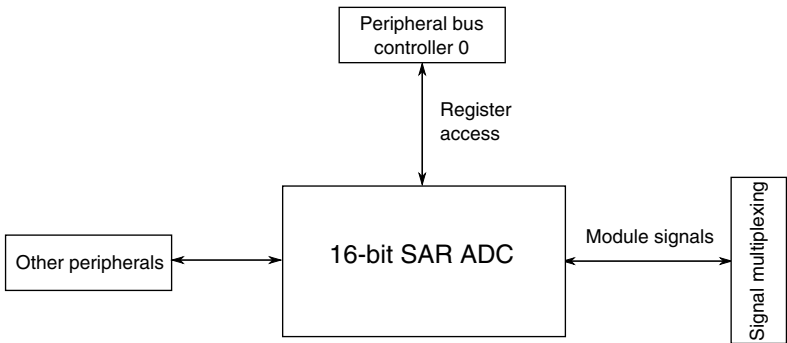 Peripheral bus
controller 0
Register
access
16-bit SAR ADC
Other peripherals
Module signals
Signal multiplexing